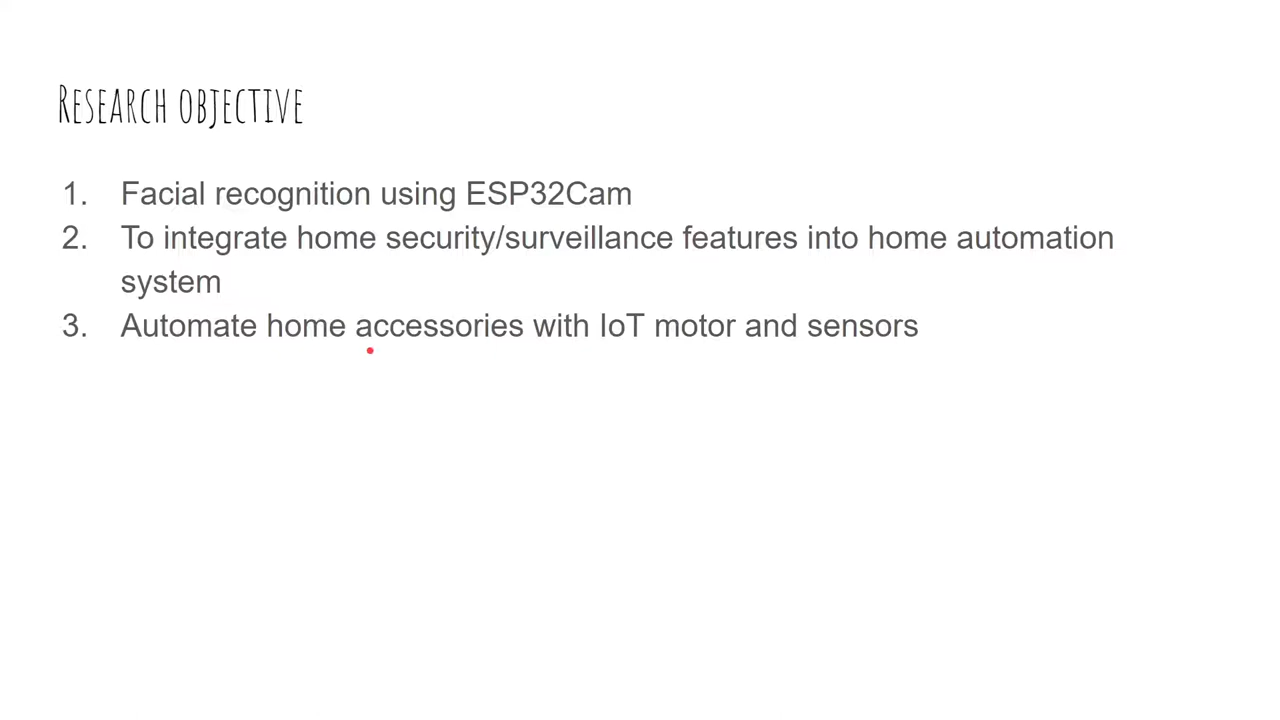 Research objective
1. Facial recognition using ESP32Cam
2. To integrate home security/surveillance features into home automation
system
3. Automate home accessories with IoT motor and sensors